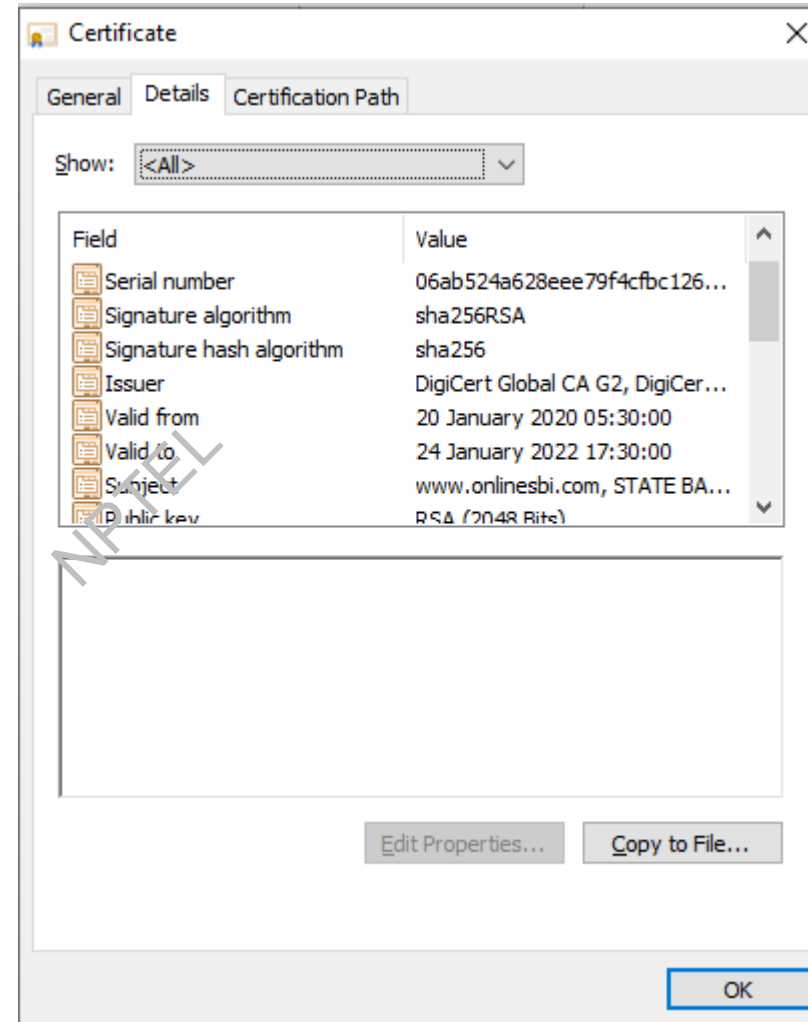 Certificate
General Details Certification Path
Show: <All>
Field Value
Serial number 06ab524a628eee79f4cfbc126...
Signature algorithm sha256RSA
Signature hash algorithm sha256
Issuer DigiCert Global CA G2, DigiCer...
Valid from 20 January 2020 05:30:00
Valid to 24 January 2022 17:30:00
Subject www.onlinesbi.com, STATE BA...
Public key RSA (2048 Bits)
NPTEL
Edit Properties... Copy to File...
OK